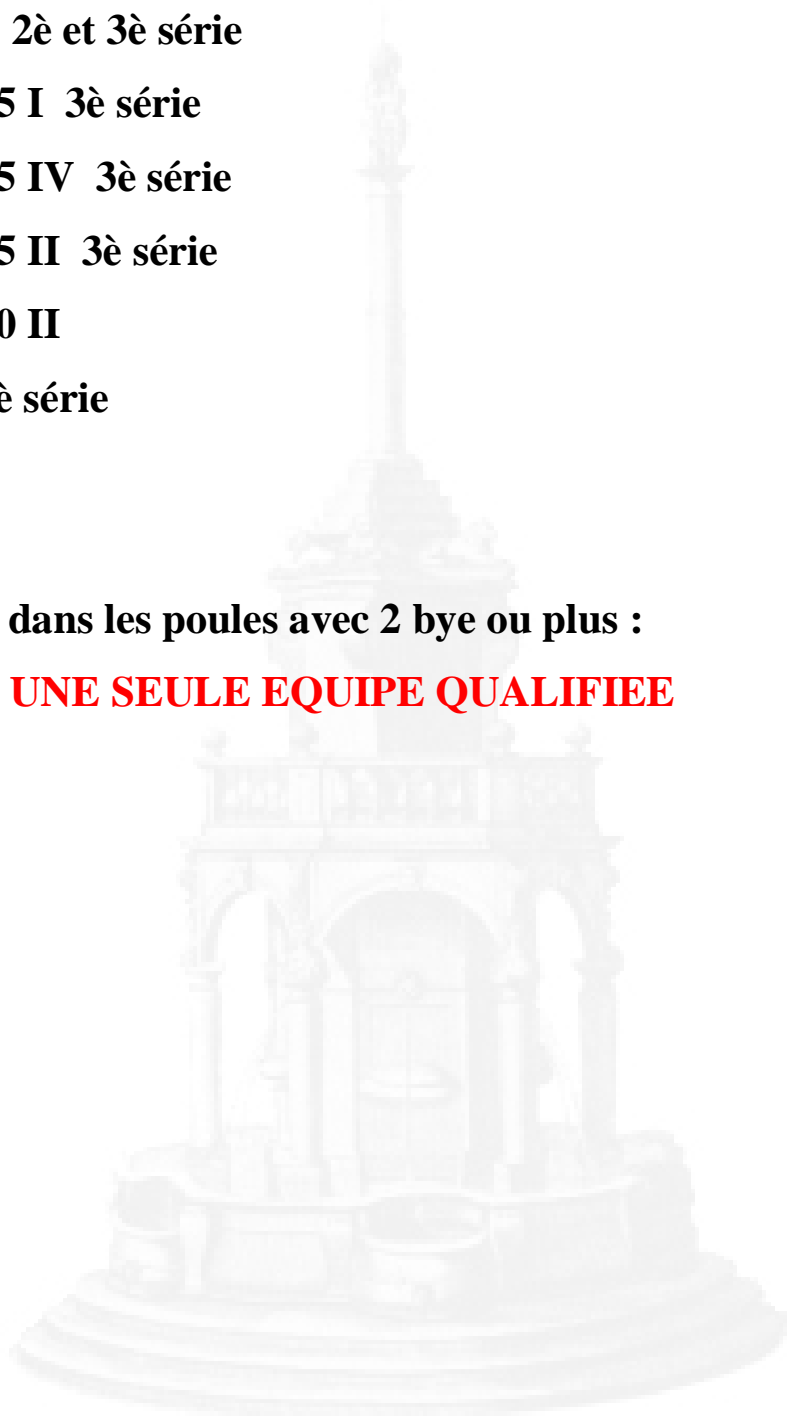 2è et 3è série
5 I 3è série
5 IV 3è série
5 II 3è série
0 II
è série
dans les poules avec 2 bye ou plus :
UNE SEULE EQUIPE QUALIFIEE